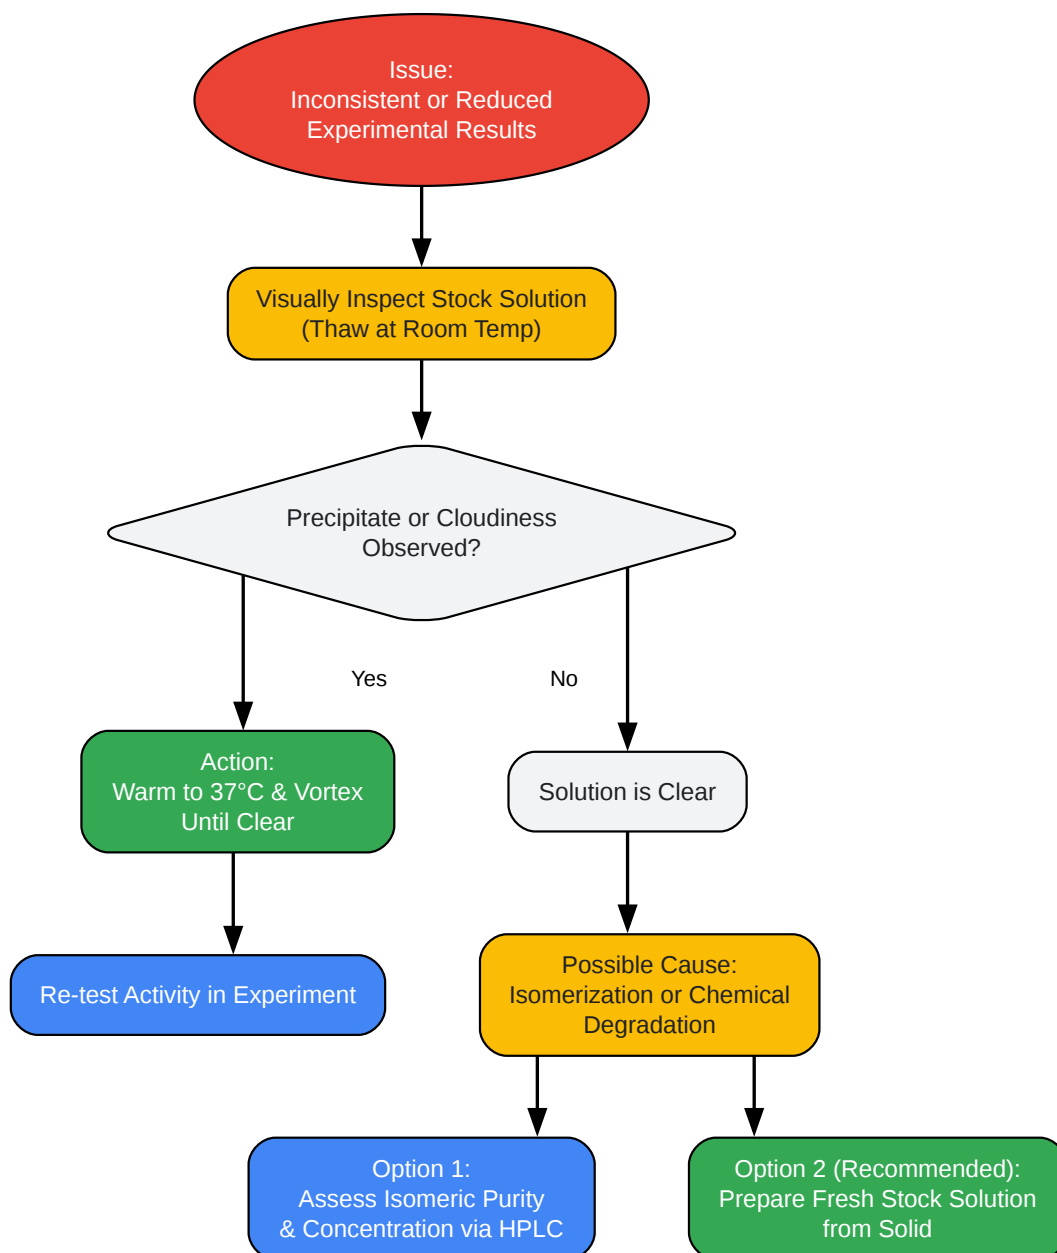 Issue:
Inconsistent or Reduced
Experimental Results
Visually Inspect Stock Solution
(Thaw at Room Temp)
Precipitate or Cloudiness
Observed?
Yes
No
Action:
Warm to 37°C & Vortex
Until Clear
Solution is Clear
Re-test Activity in Experiment
Possible Cause:
Isomerization or Chemical
Degradation
Option 1:
Assess Isomeric Purity
& Concentration via HPLC
Option 2 (Recommended):
Prepare Fresh Stock Solution
from Solid